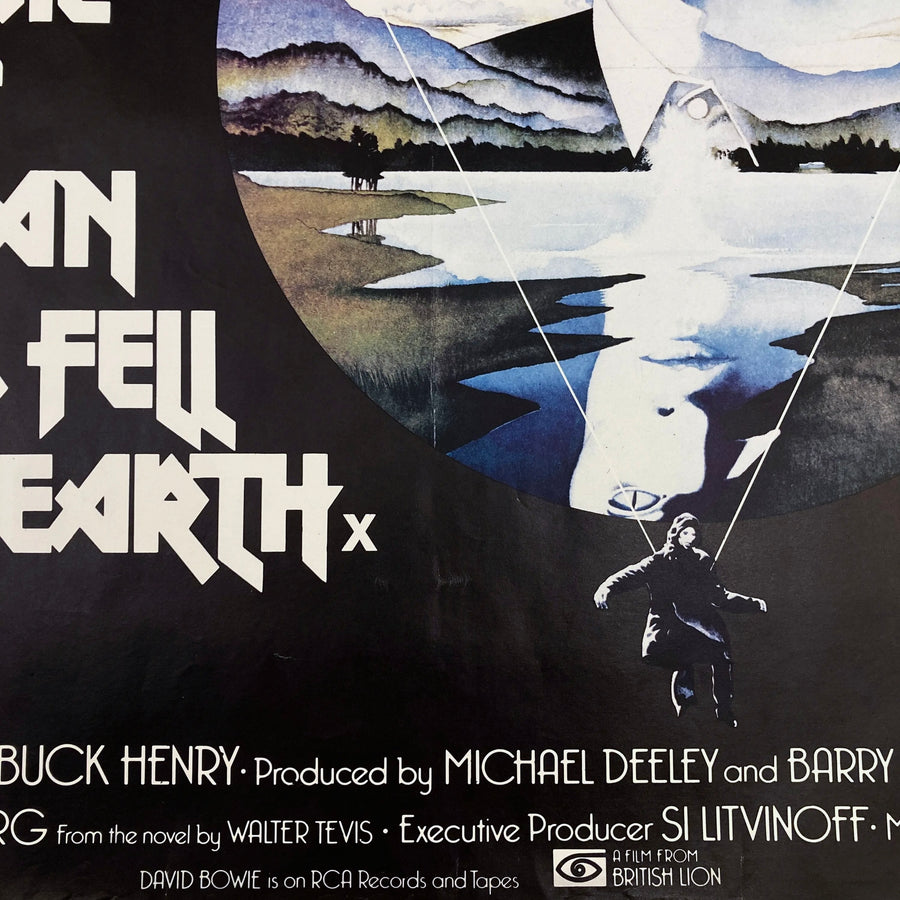 AN
FELL
EARTH x
BUCK HENRY · Produced by MICHAEL DEELEY and BARRY
RG From the novel by WALTER TEVIS · Executive Producer SI LITVINOFF · M
DAVID BOWIE is on RCA Records and Tapes
A FILM FROM
BRITISH LION